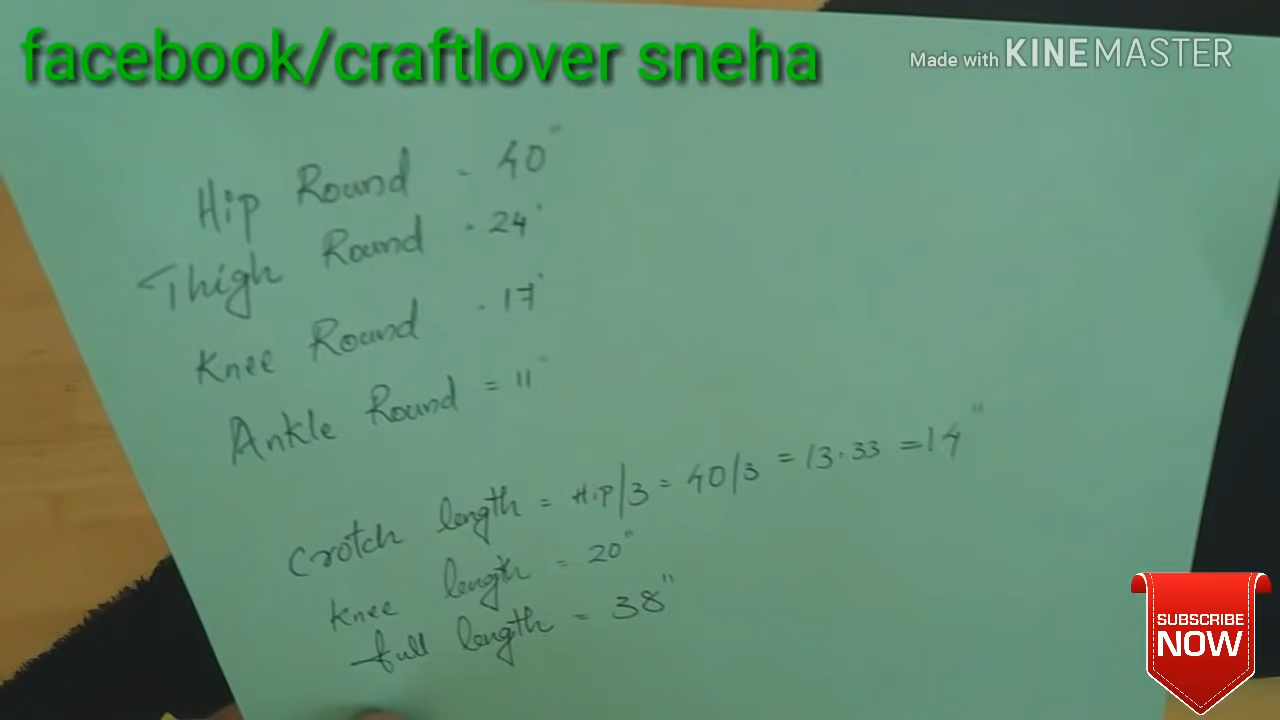 facebook/craftlover sneha
Made with KINEMASTER
Hip Round - 40"
Thigh Round - 24"
Knee Round - 17"
Ankle Round = 11"
Crotch length = Hip/3 = 40/3 = 13.33 = 14"
knee length = 20"
full length = 38"
SUBSCRIBE
NOW